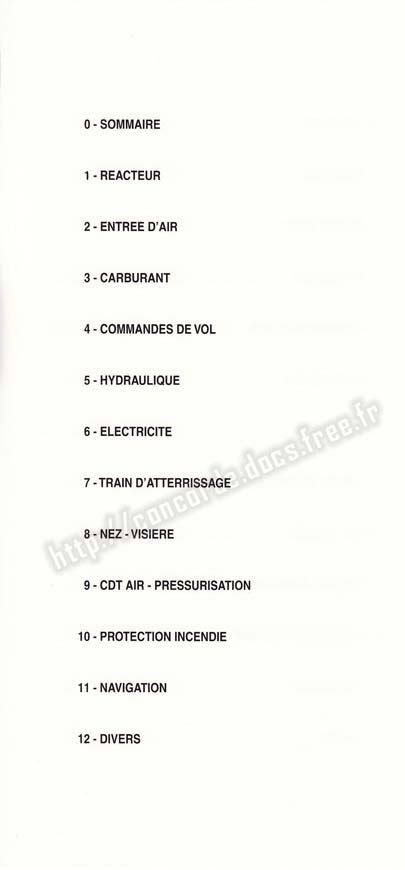 0 - SOMMAIRE
1 - REACTEUR
2 - ENTREE D'AIR
3 - CARBURANT
4 - COMMANDES DE VOL
5 - HYDRAULIQUE
6 - ELECTRICITE
7 - TRAIN D'ATTERRISSAGE
8 - NEZ - VISIERE
9 - CDT AIR - PRESSURISATION
10 - PROTECTION INCENDIE
11 - NAVIGATION
12 - DIVERS
http://concorde.docs.free.fr